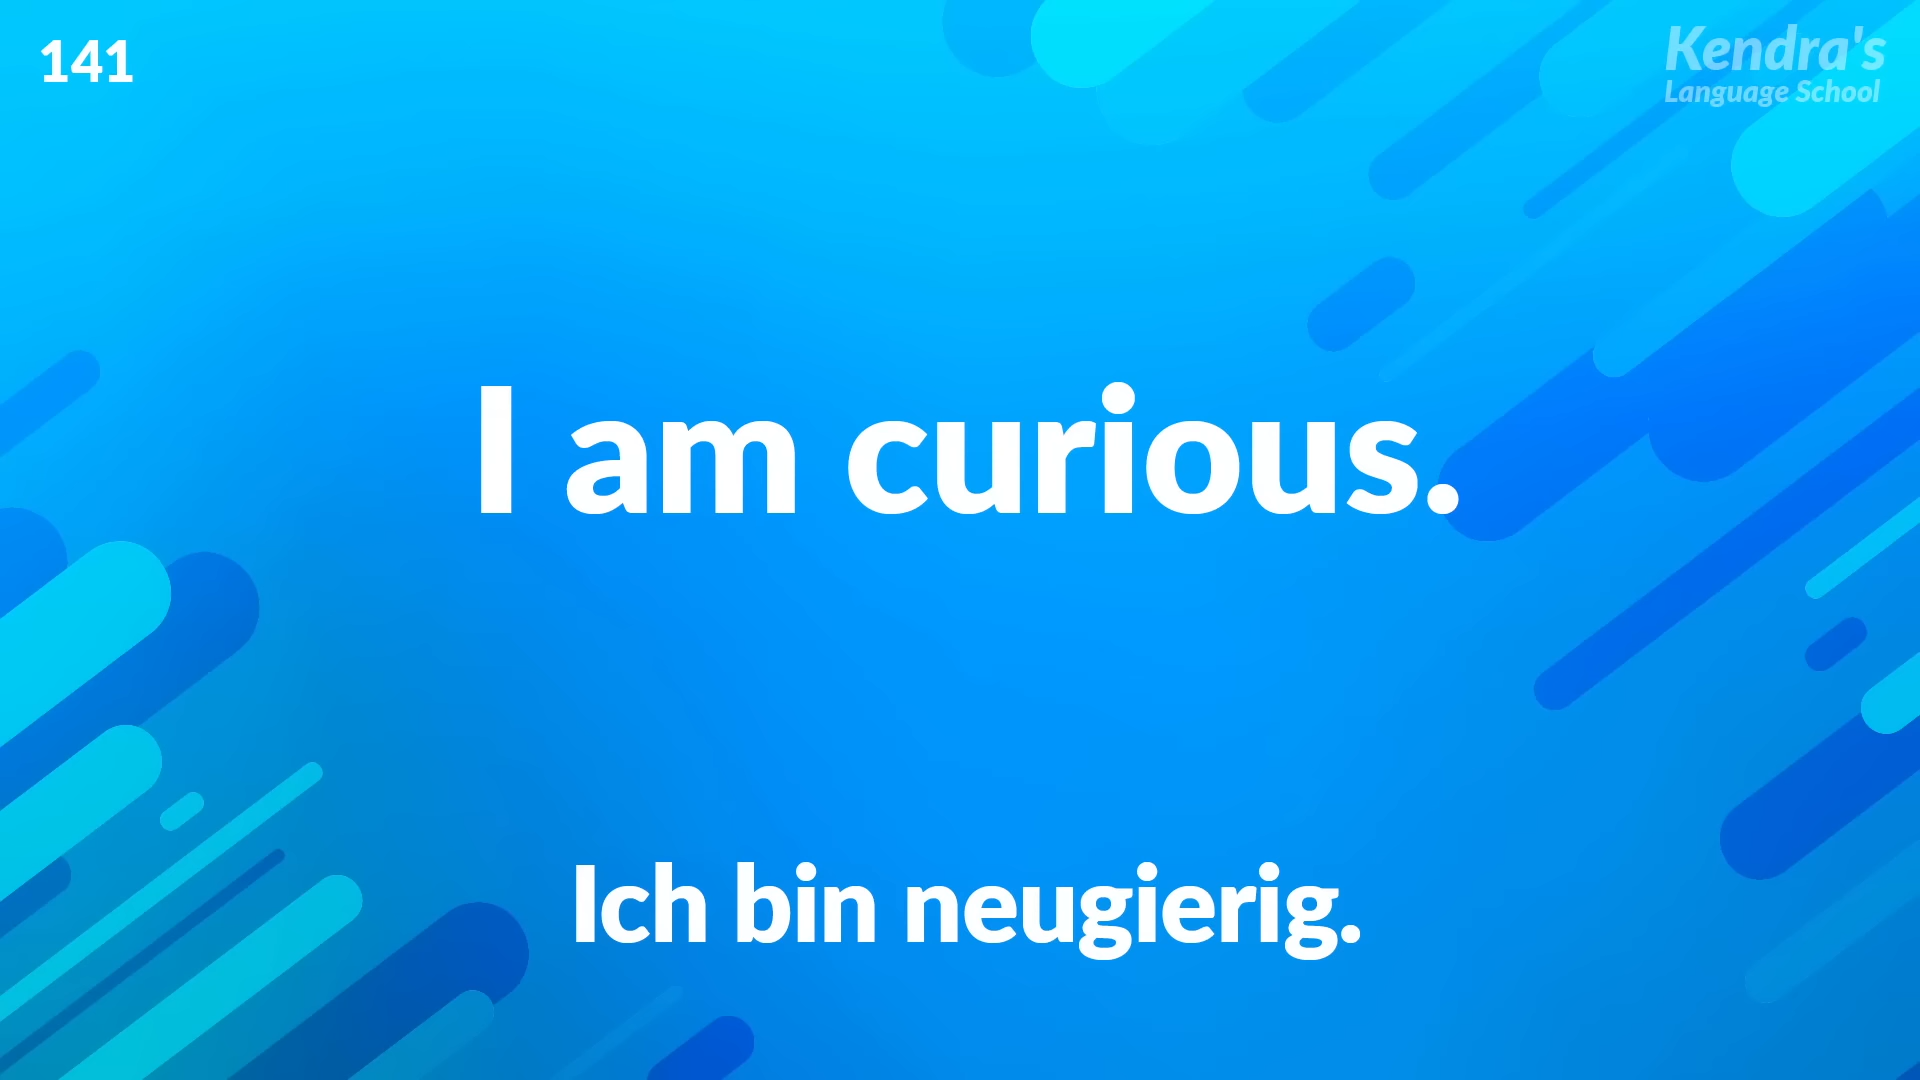 141
Kendra's
Language School
I am curious.
Ich bin neugierig.